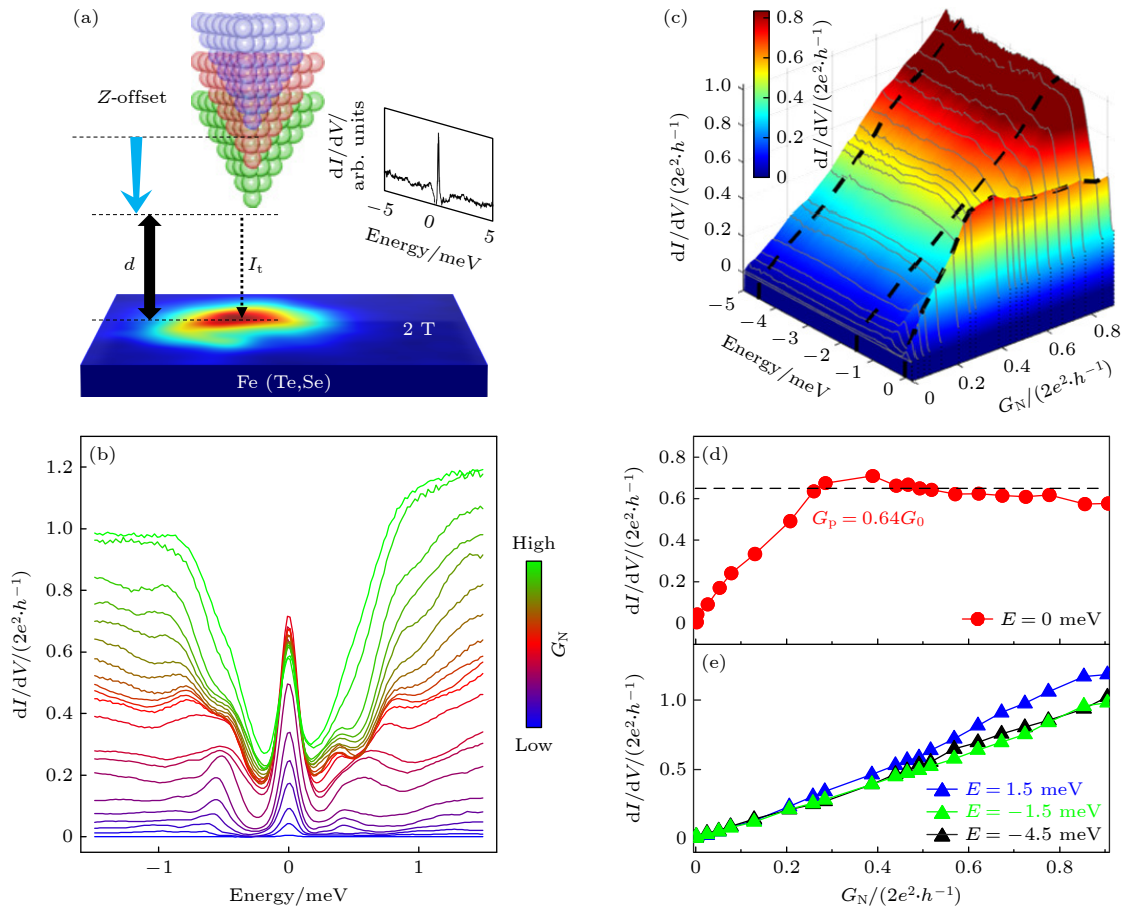 (a)
Z-offset
d
I_t
2 T
Fe (Te,Se)
dI/dV/
arb. units
−5
0
5
Energy/meV
(c)
dI/dV/(2e²·h⁻¹)
0.8
0.6
0.4
0.2
0
dI/dV/(2e²·h⁻¹)
1.0
0.8
0.6
0.4
0.2
0
−5
−4
−3
−2
−1
0
Energy/meV
0
0.2
0.4
0.6
0.8
G_N/(2e²·h⁻¹)
(b)
dI/dV/(2e²·h⁻¹)
1.2
1.0
0.8
0.6
0.4
0.2
0
−1
0
1
Energy/meV
High
G_N
Low
(d)
dI/dV/(2e²·h⁻¹)
0.8
0.6
0.4
0.2
0
G_p = 0.64G_0
E = 0 meV
(e)
dI/dV/(2e²·h⁻¹)
1.0
0.5
0
E = 1.5 meV
E = −1.5 meV
E = −4.5 meV
0
0.2
0.4
0.6
0.8
G_N/(2e²·h⁻¹)